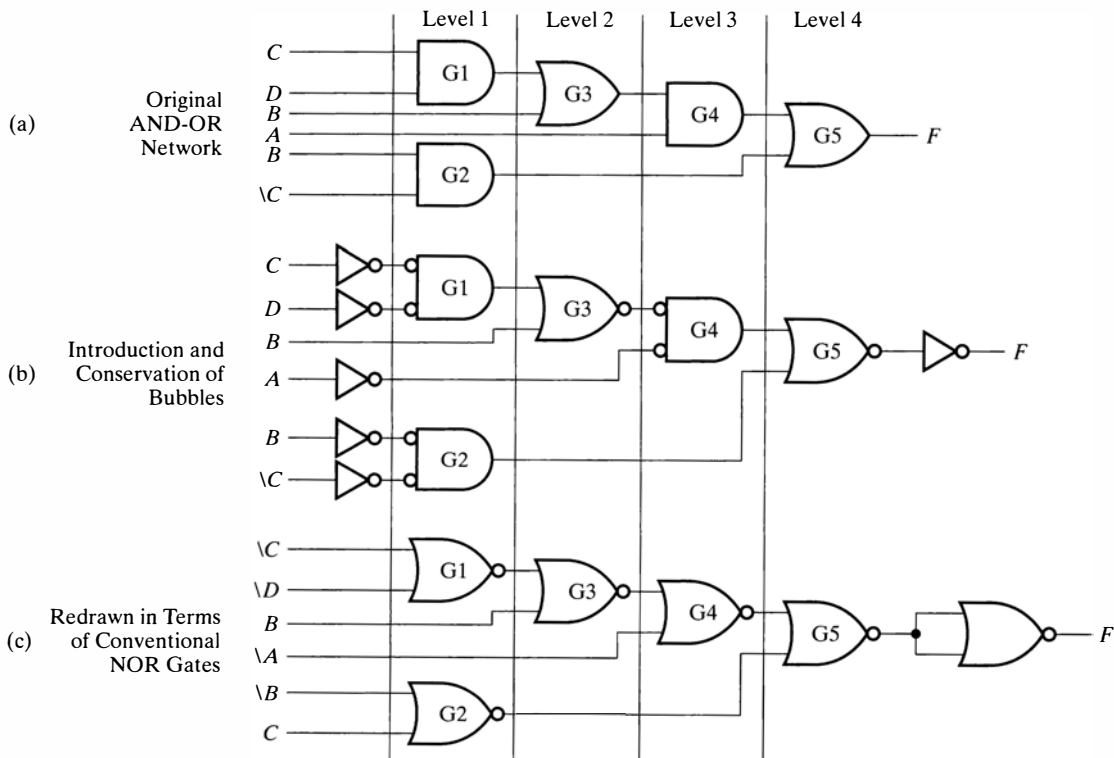 Level 1 Level 2 Level 3 Level 4
(a) Original
AND-OR
Network
C
D
B
A
B
\C
G1
G3
G4
G2
G5
F
(b) Introduction and
Conservation of
Bubbles
C
D
B
A
B
\C
G1
G3
G4
G2
G5
F
(c) Redrawn in Terms
of Conventional
NOR Gates
\C
\D
B
\A
\B
C
G1
G3
G4
G2
G5
F